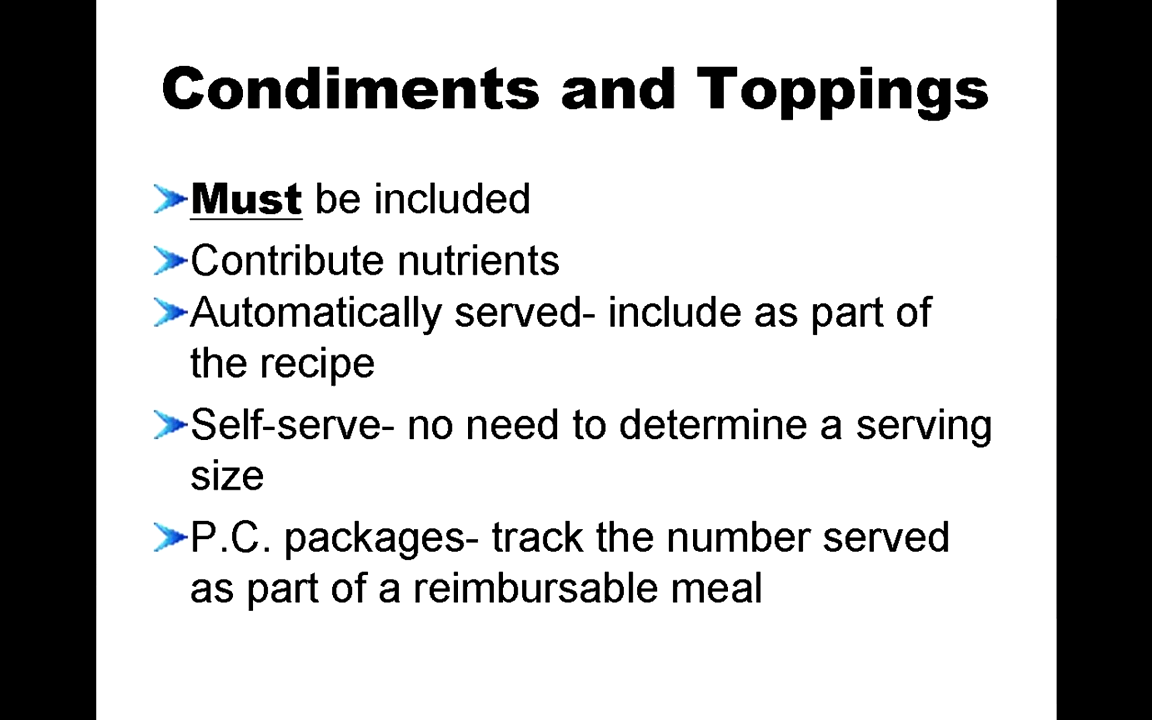 Condiments and Toppings
Must be included
Contribute nutrients
Automatically served- include as part of
the recipe
Self-serve- no need to determine a serving
size
P.C. packages- track the number served
as part of a reimbursable meal